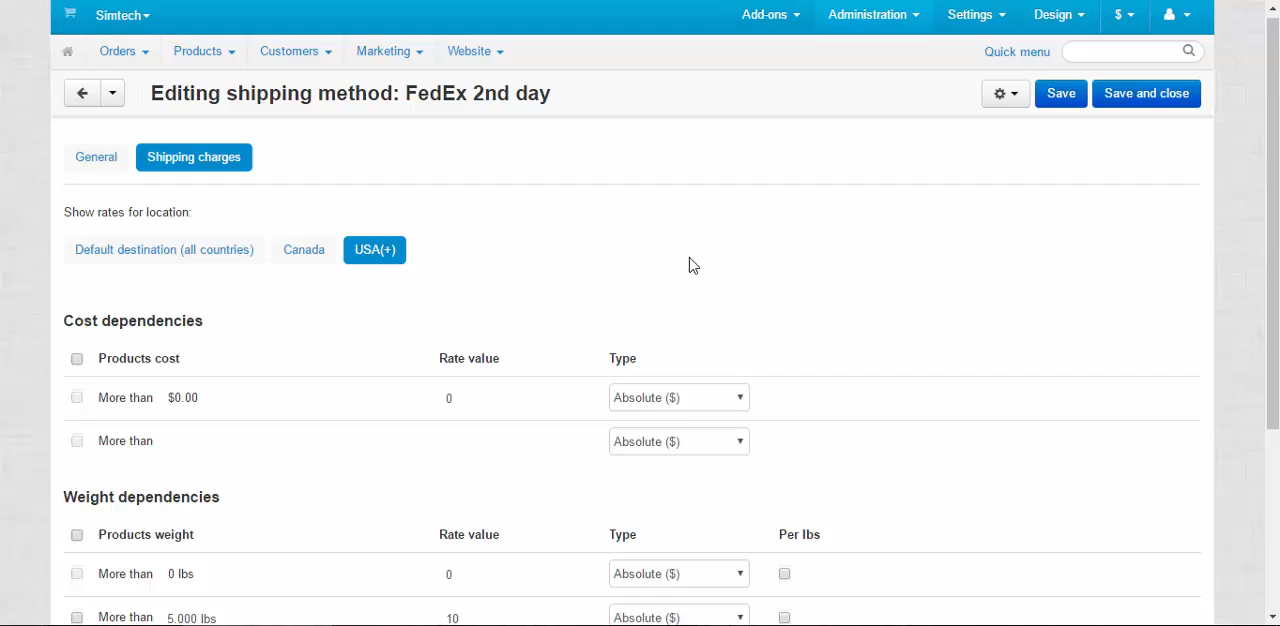 Simtech
Add-ons
Administration
Settings
Design
$
Orders
Products
Customers
Marketing
Website
Quick menu
Editing shipping method: FedEx 2nd day
Save
Save and close
General
Shipping charges
Show rates for location:
Default destination (all countries)
Canada
USA(+)
Cost dependencies
Products cost Rate value Type
More than $0.00 0 Absolute ($)
More than Absolute ($)
Weight dependencies
Products weight Rate value Type Per lbs
More than 0 lbs 0 Absolute ($)
More than 5.000 lbs 10 Absolute ($)